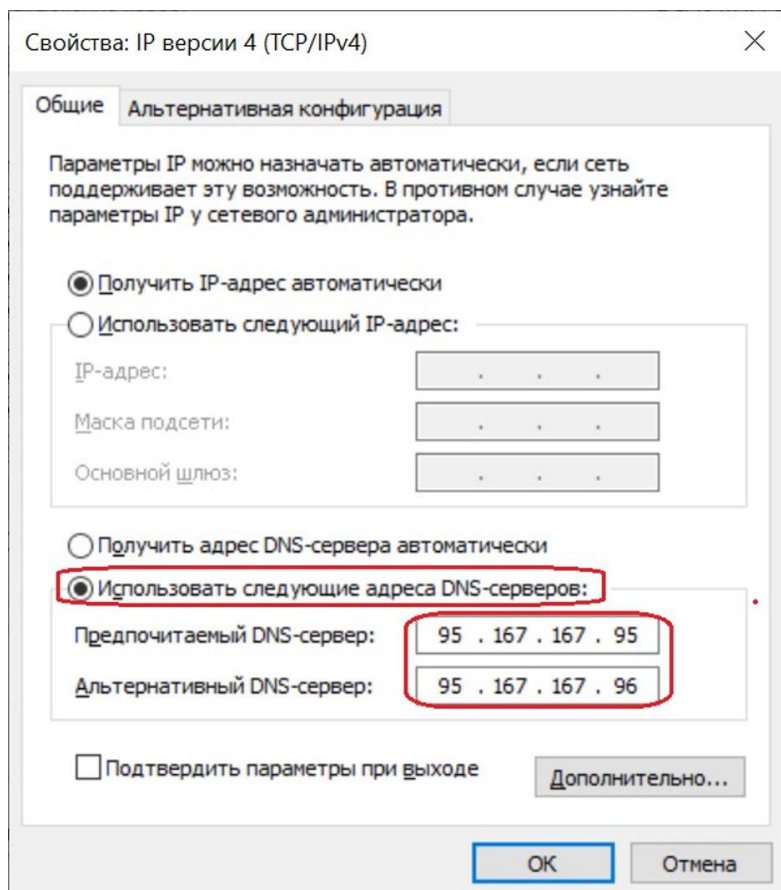 Свойства: IP версии 4 (TCP/IPv4)
Общие
Альтернативная конфигурация
Параметры IP можно назначать автоматически, если сеть
поддерживает эту возможность. В противном случае узнайте
параметры IP у сетевого администратора.
Получить IP-адрес автоматически
Использовать следующий IP-адрес:
IP-адрес:
Маска подсети:
Основной шлюз:
Получить адрес DNS-сервера автоматически
Использовать следующие адреса DNS-серверов:
Предпочитаемый DNS-сервер: 95 . 167 . 167 . 95
Альтернативный DNS-сервер: 95 . 167 . 167 . 96
Подтвердить параметры при выходе
Дополнительно...
ОК Отмена